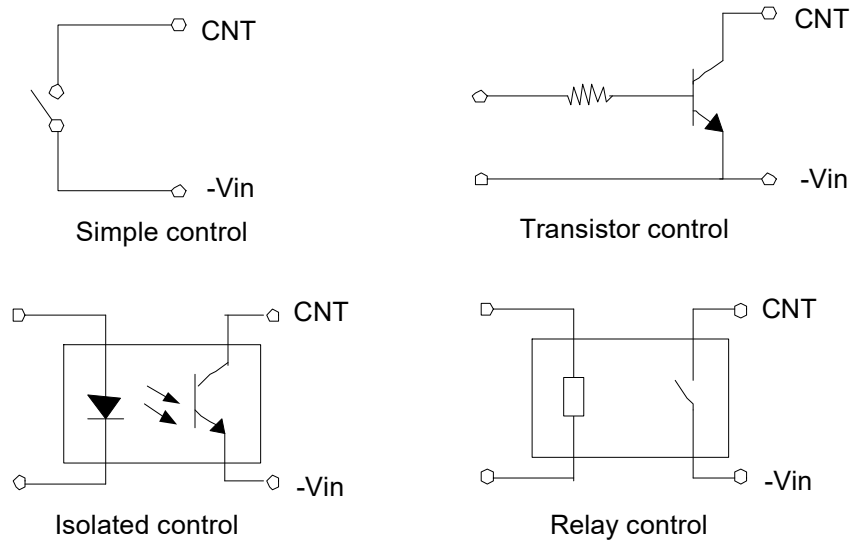 CNT
-Vin
Simple control
CNT
-Vin
Transistor control
CNT
-Vin
Isolated control
CNT
-Vin
Relay control